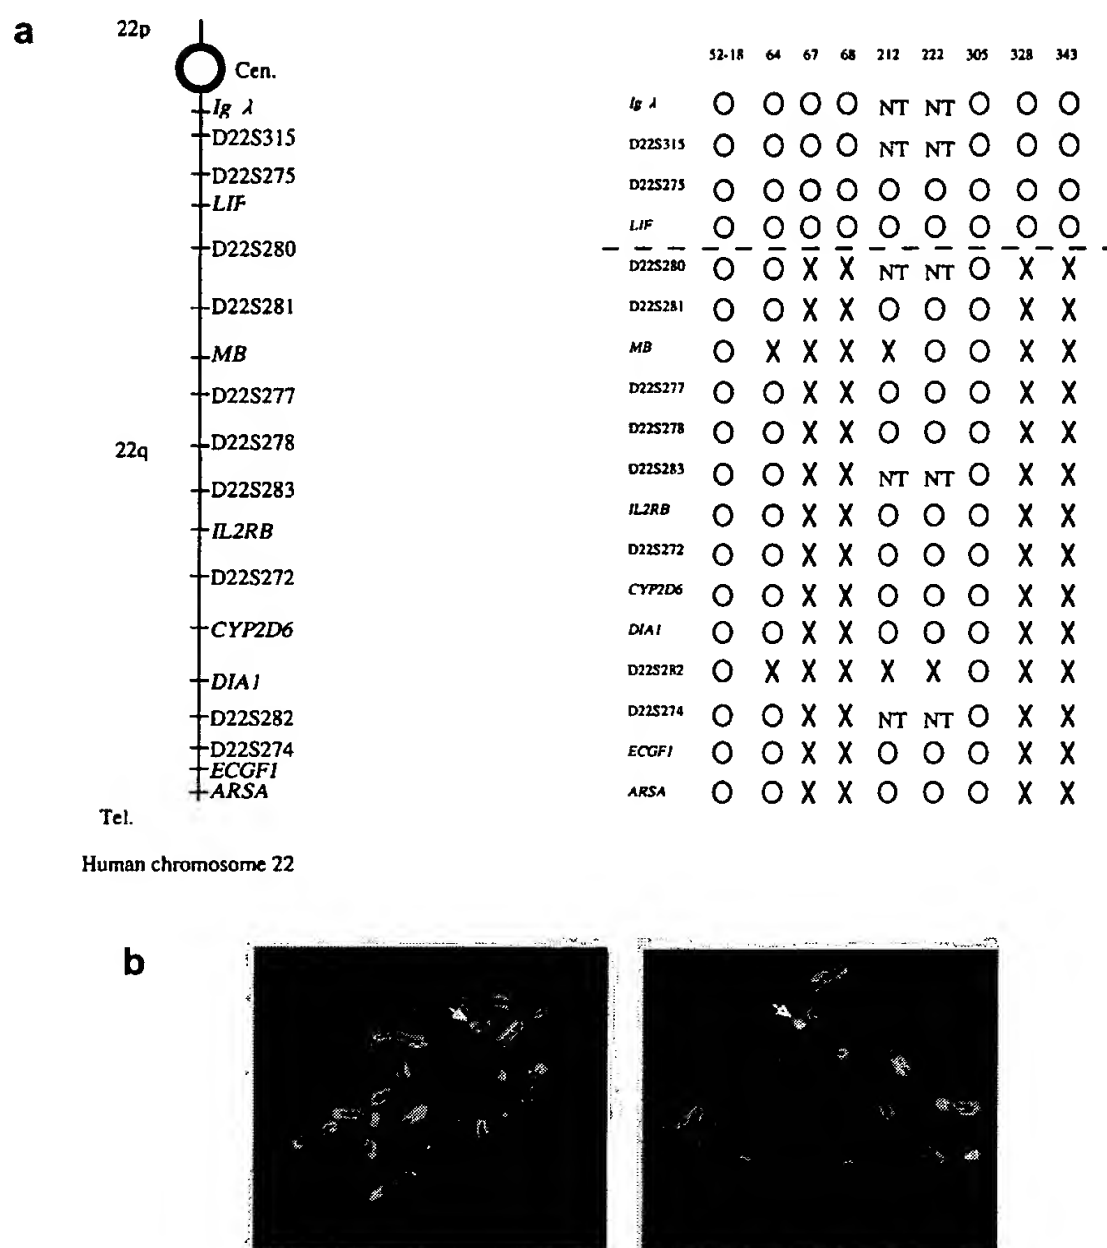 a
22p
Cen.
Ig λ
D22S315
D22S275
LIF
D22S280
D22S281
MB
D22S277
22q
D22S278
D22S283
IL2RB
D22S272
CYP2D6
DIA1
D22S282
D22S274
ECGF1
ARSA
Tel.
Human chromosome 22
52-18 64 67 68 212 222 305 328 343
Ig λ O O O O NT NT O O O
D22S315 O O O O NT NT O O O
D22S275 O O O O O O O O O
LIF O O O O O O O O O
D22S280 O O X X NT NT O X X
D22S281 O O X X O O O X X
MB O X X X X O O X X
D22S277 O O X X O O O X X
D22S278 O O X X O O O X X
D22S283 O O X X NT NT O X X
IL2RB O O X X O O O X X
D22S272 O O X X O O O X X
CYP2D6 O O X X O O O X X
DIA1 O O X X O O O X X
D22S282 O X X X X X O X X
D22S274 O O X X NT NT O X X
ECGF1 O O X X O O O X X
ARSA O O X X O O O X X
b